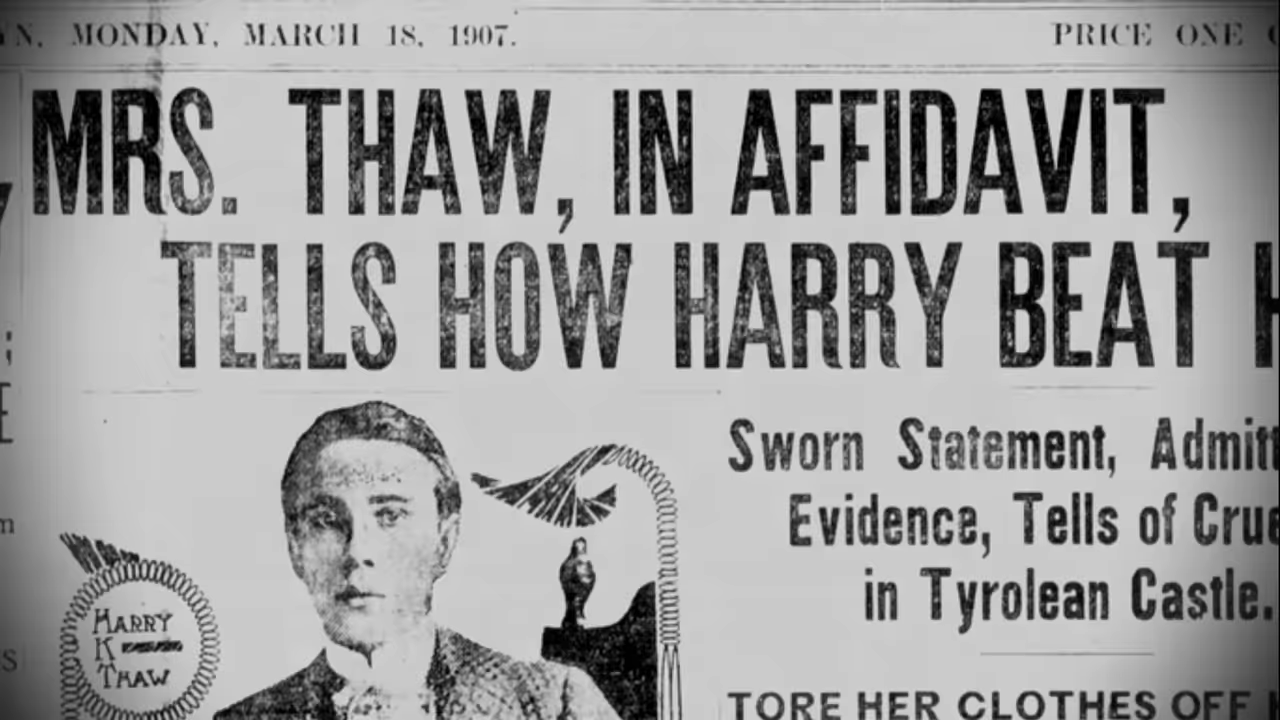 MONDAY, MARCH 18, 1907.
PRICE ONE
MRS. THAW, IN AFFIDAVIT,
TELLS HOW HARRY BEAT
Sworn Statement,
Evidence, Tells of
in Tyrolean Castle.
TORE HER CLOTHES OFF
HARRY
K
THAW